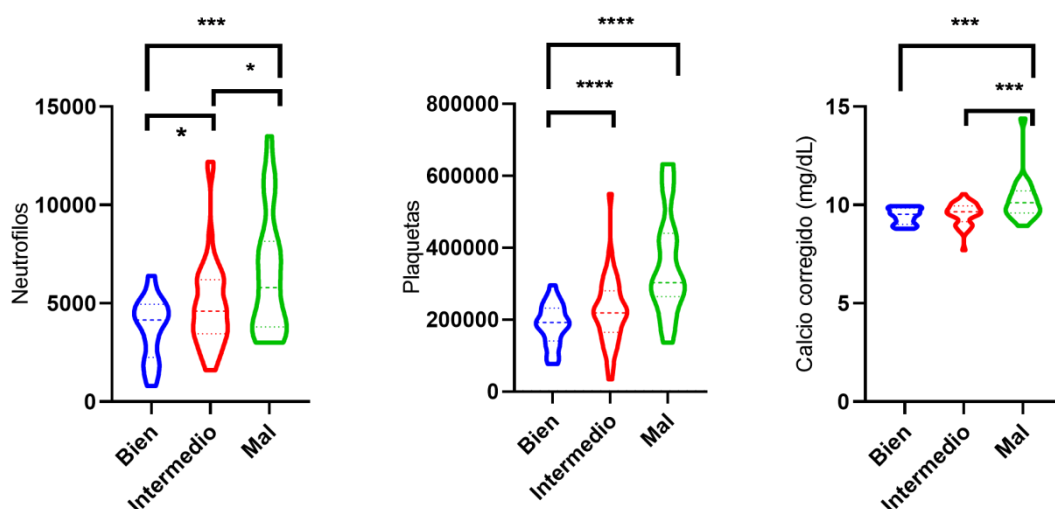 ***
*
*
Neutrofilos
15000
10000
5000
0
Bien
Intermedio
Mal
****
****
Plaquetas
800000
600000
400000
200000
0
Bien
Intermedio
Mal
***
***
Calcio corregido (mg/dL)
15
10
5
0
Bien
Intermedio
Mal